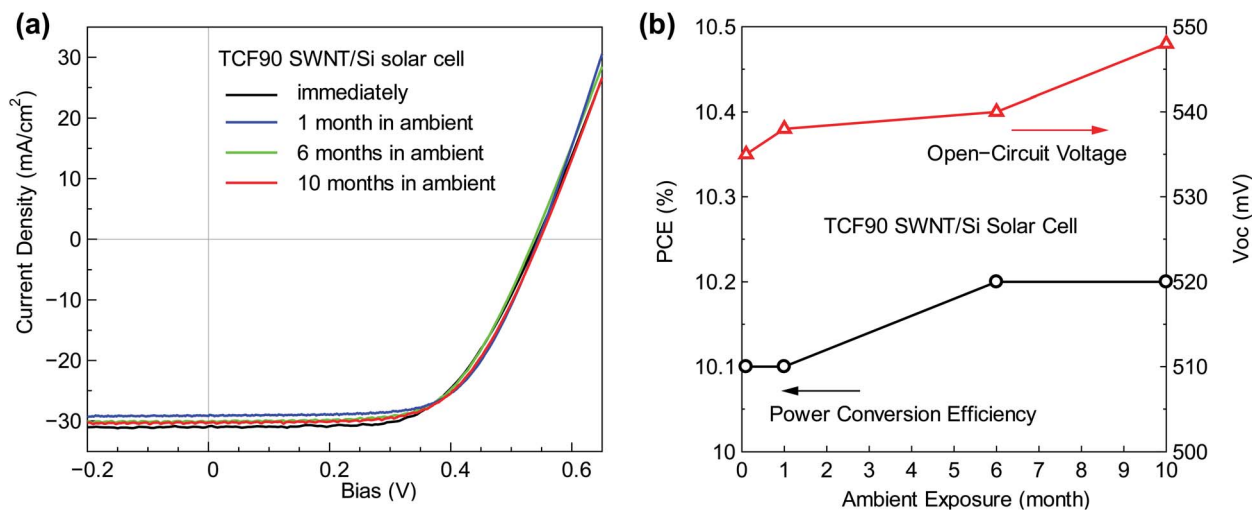 (a)
TCF90 SWNT/Si solar cell
immediately
1 month in ambient
6 months in ambient
10 months in ambient
Current Density (mA/cm²)
30
20
10
0
−10
−20
−30
−0.2 0 0.2 0.4 0.6
Bias (V)
(b)
PCE (%)
10.5
10.4
10.3
10.2
10.1
10
Open−Circuit Voltage
TCF90 SWNT/Si Solar Cell
Power Conversion Efficiency
550
540
530
520
510
500
Voc (mV)
0 1 2 3 4 5 6 7 8 9 10
Ambient Exposure (month)